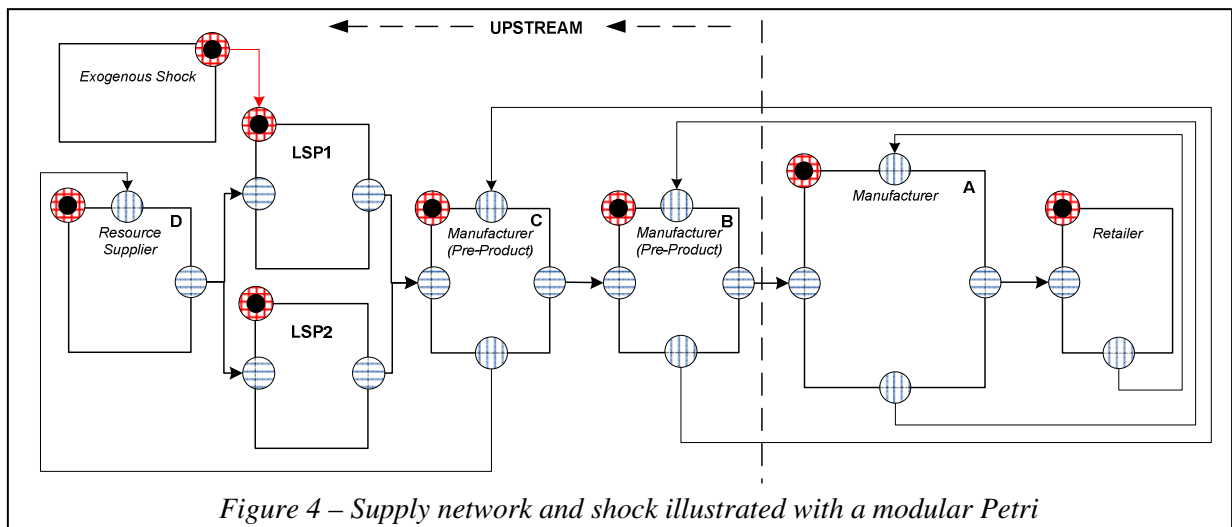 UPSTREAM
Exogenous Shock
LSP1
D
Resource
Supplier
LSP2
C
Manufacturer
(Pre-Product)
B
Manufacturer
(Pre-Product)
A
Manufacturer
Retailer
Figure 4 – Supply network and shock illustrated with a modular Petri